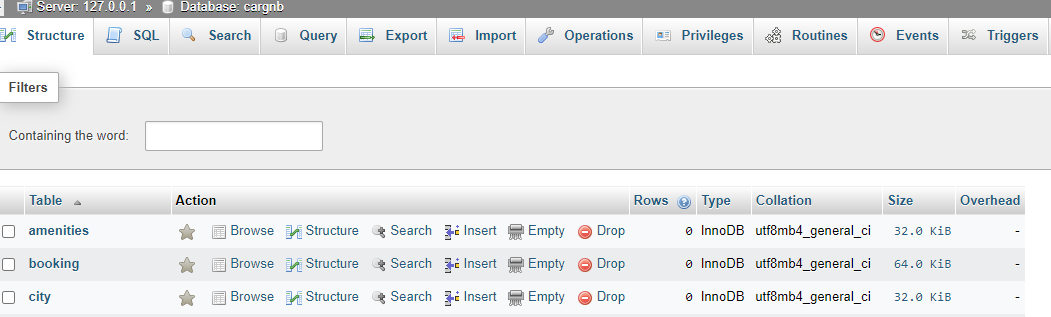 Server: 127.0.0.1 » Database: cargnb
Structure SQL Search Query Export Import Operations Privileges Routines Events Triggers
Filters
Containing the word:
Table Action Rows Type Collation Size Overhead
amenities Browse Structure Search Insert Empty Drop 0 InnoDB utf8mb4_general_ci 32.0 KiB -
booking Browse Structure Search Insert Empty Drop 0 InnoDB utf8mb4_general_ci 64.0 KiB -
city Browse Structure Search Insert Empty Drop 0 InnoDB utf8mb4_general_ci 32.0 KiB -